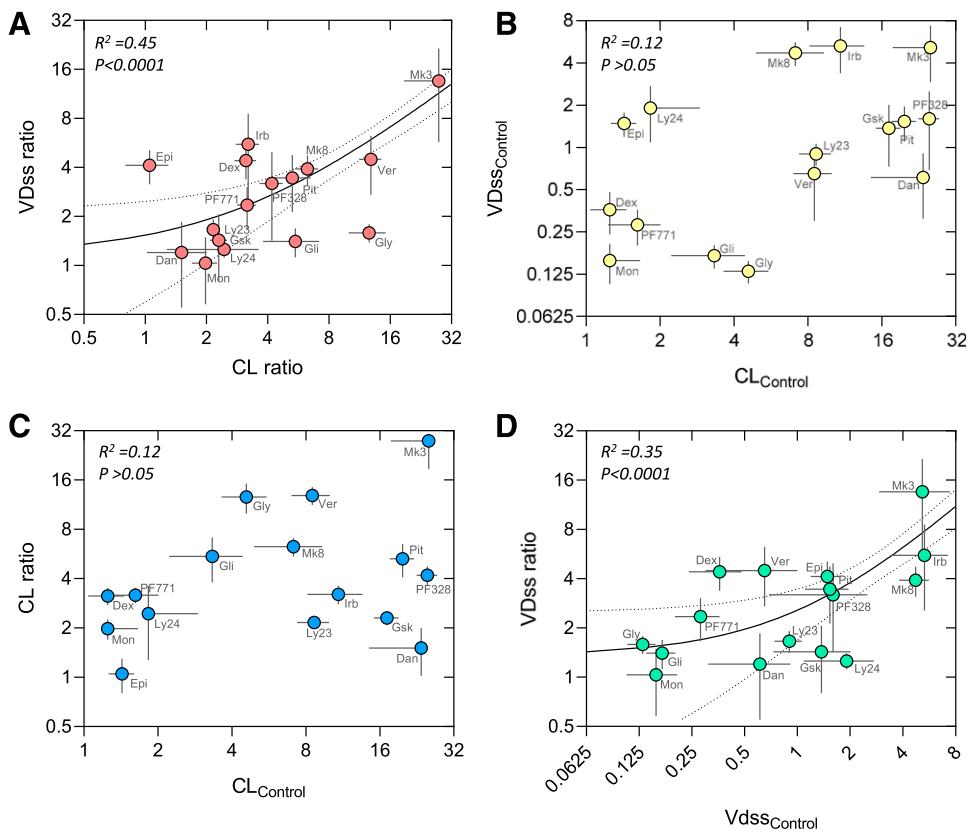 A
R² =0.45
P<0.0001
32
16
8
4
2
1
0.5
VDss ratio
Mk3
Irb
Epi
Dex
Mk8
Ver
Pit
PF771
PF328
Ly23
Gsk
Gli
Gly
Dan
Ly24
Mon
0.5
1
2
4
8
16
32
CL ratio
B
R² =0.12
P >0.05
8
4
2
1
0.5
0.25
0.125
0.0625
VDssControl
Mk8
Irb
Mk3
Ly24
Epi
Gsk
PF328
Pit
Ly23
Ver
Dan
Dex
PF771
Mon
Gli
Gly
1
2
4
8
16
32
CLControl
C
R² =0.12
P >0.05
32
16
8
4
2
1
0.5
CL ratio
Mk3
Gly
Ver
Gli
Mk8
Pit
PF328
PF771
Dex
Ly24
Irb
Mon
Ly23
Gsk
Dan
Epi
1
2
4
8
16
32
CLControl
D
R² =0.35
P<0.0001
32
16
8
4
2
1
0.5
VDss ratio
Mk3
Irb
Dex
Ver
Epi
Pit
Mk8
PF328
PF771
Gly
Gli
Ly23
Mon
Dan
Gsk
Ly24
0.0625
0.125
0.25
0.5
1
2
4
8
VdssControl